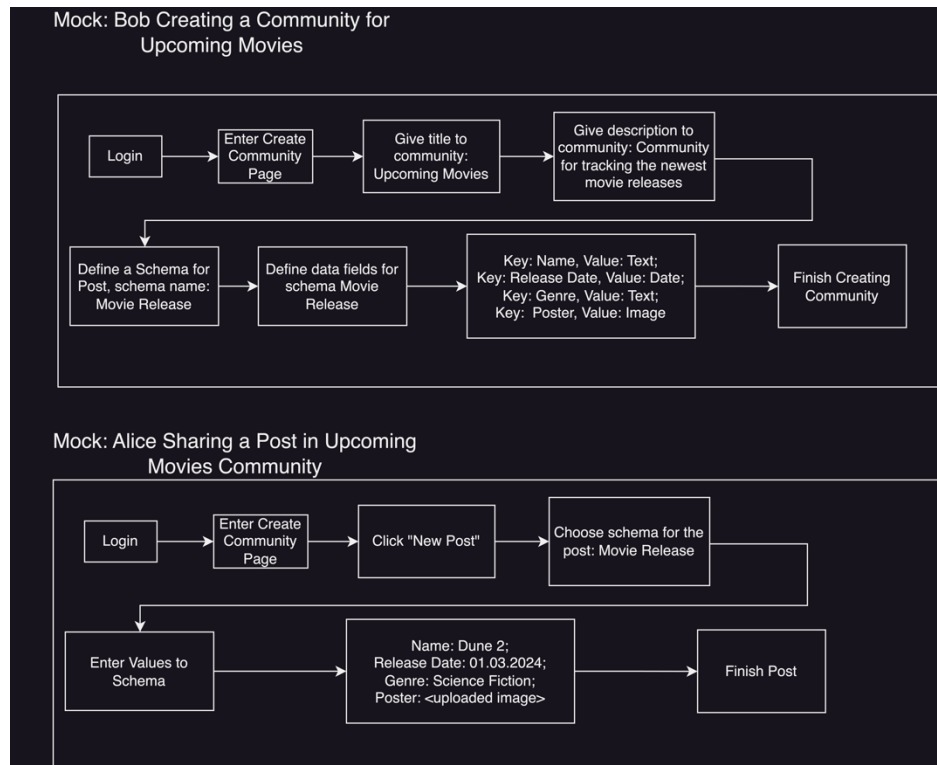 Mock: Bob Creating a Community for
Upcoming Movies
Login
Enter Create
Community
Page
Give title to
community:
Upcoming Movies
Give description to
community: Community
for tracking the newest
movie releases
Define a Schema for
Post, schema name:
Movie Release
Define data fields for
schema Movie
Release
Key: Name, Value: Text;
Key: Release Date, Value: Date;
Key: Genre, Value: Text;
Key: Poster, Value: Image
Finish Creating
Community
Mock: Alice Sharing a Post in Upcoming
Movies Community
Login
Enter Create
Community
Page
Click "New Post"
Choose schema for the
post: Movie Release
Enter Values to
Schema
Name: Dune 2;
Release Date: 01.03.2024;
Genre: Science Fiction;
Poster: <uploaded image>
Finish Post